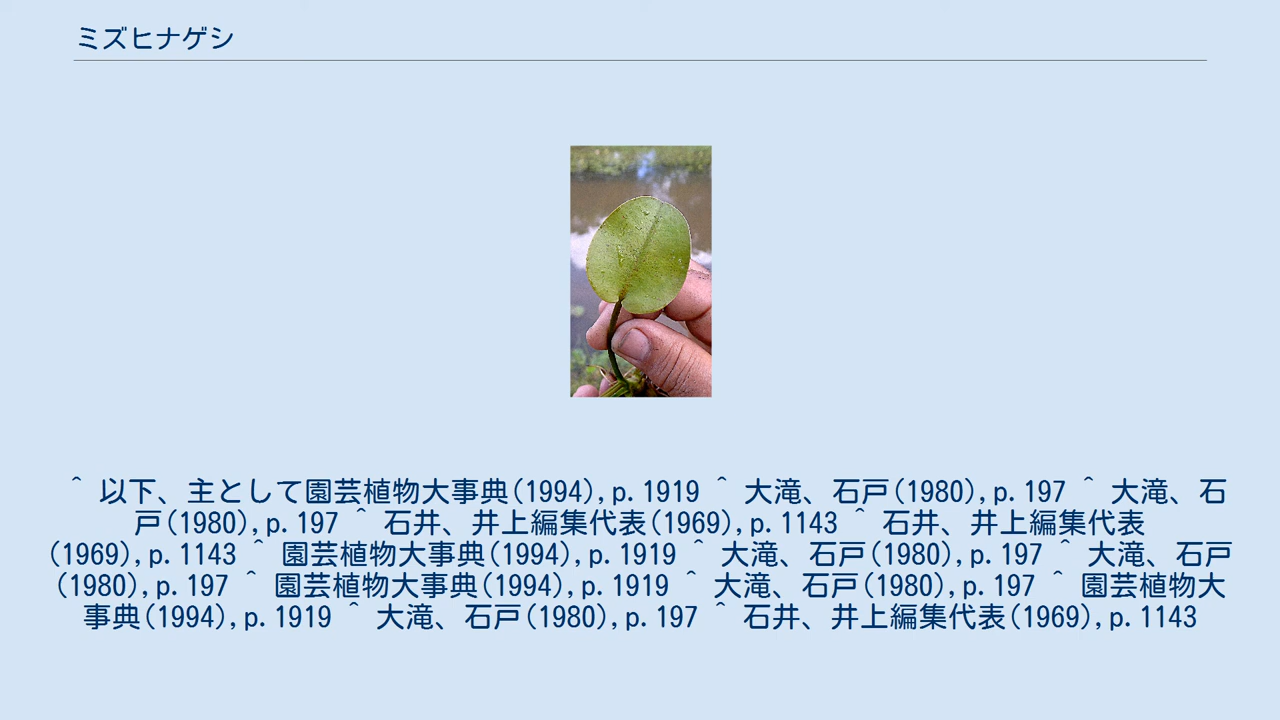 ミズヒナゲシ
^ 以下、主として園芸植物大事典(1994),p.1919 ^ 大滝、石戸(1980),p.197 ^ 大滝、石
戸(1980),p.197 ^ 石井、井上編集代表(1969),p.1143 ^ 石井、井上編集代表
(1969),p.1143 ^ 園芸植物大事典(1994),p.1919 ^ 大滝、石戸(1980),p.197 ^ 大滝、石戸
(1980),p.197 ^ 園芸植物大事典(1994),p.1919 ^ 大滝、石戸(1980),p.197 ^ 園芸植物大
事典(1994),p.1919 ^ 大滝、石戸(1980),p.197 ^ 石井、井上編集代表(1969),p.1143